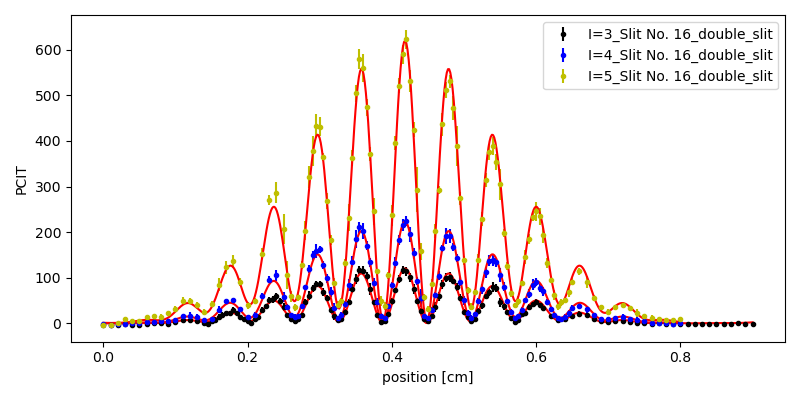 I=3_Slit No. 16_double_slit
I=4_Slit No. 16_double_slit
I=5_Slit No. 16_double_slit
PCIT
600
500
400
300
200
100
0
0.0 0.2 0.4 0.6 0.8
position [cm]